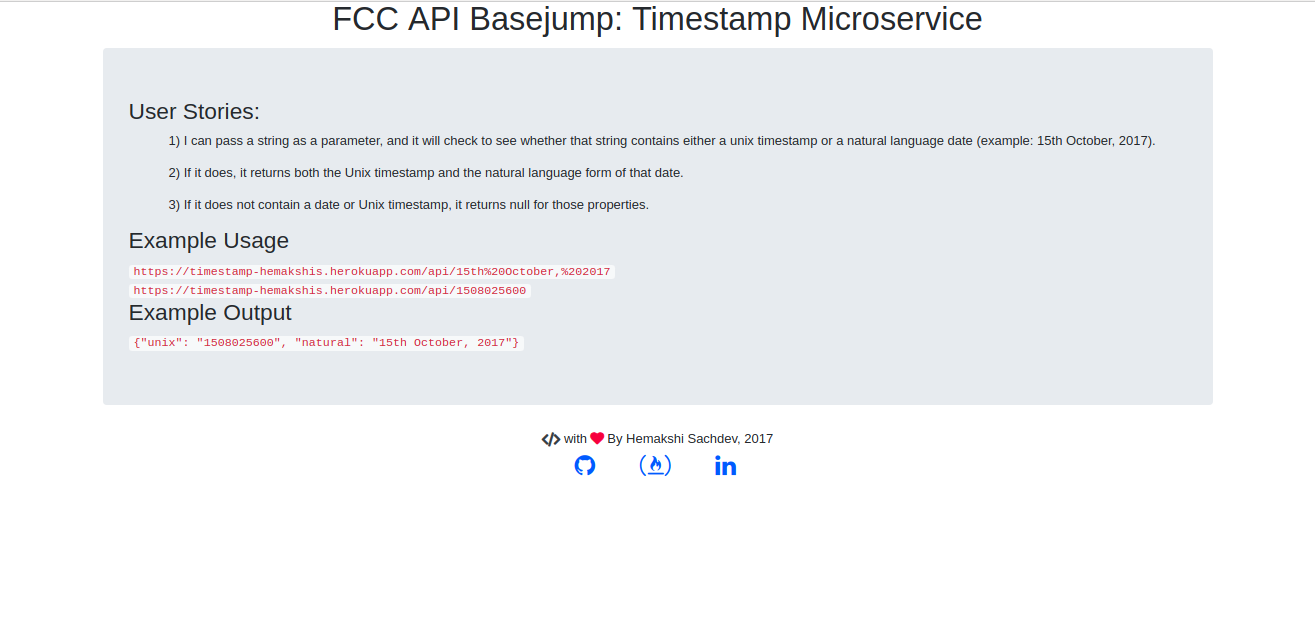 FCC API Basejump: Timestamp Microservice
User Stories:
1) I can pass a string as a parameter, and it will check to see whether that string contains either a unix timestamp or a natural language date (example: 15th October, 2017).
2) If it does, it returns both the Unix timestamp and the natural language form of that date.
3) If it does not contain a date or Unix timestamp, it returns null for those properties.
Example Usage
https://timestamp-hemakshis.herokuapp.com/api/15th%20October,%202017
https://timestamp-hemakshis.herokuapp.com/api/1508025600
Example Output
{"unix": "1508025600", "natural": "15th October, 2017"}
</> with ❤ By Hemakshi Sachdev, 2017
in